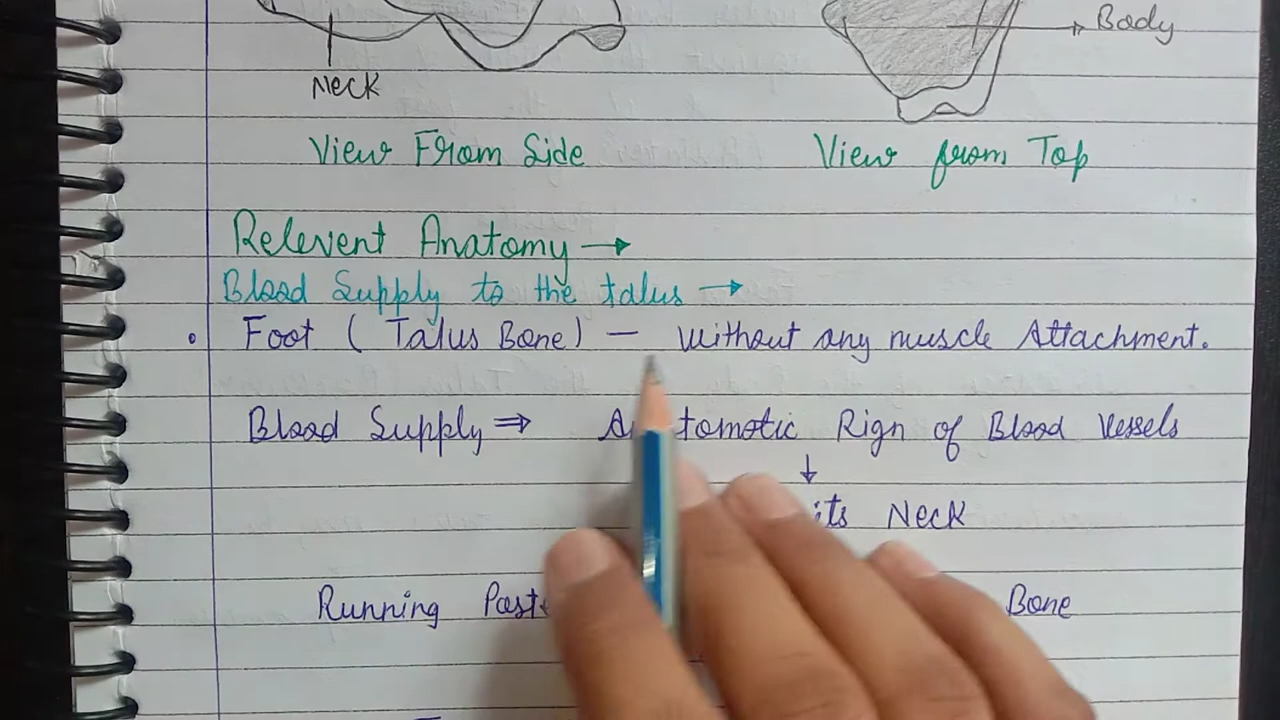 Body
Neck
View From Side
View from Top
Relevent Anatomy →
Blood Supply to the talus →
• Foot ( Talus Bone) — without any muscle Attachment.
Blood Supply ⇒ tomotic Rign of Blood Vessels
↓
its Neck
Running Bone